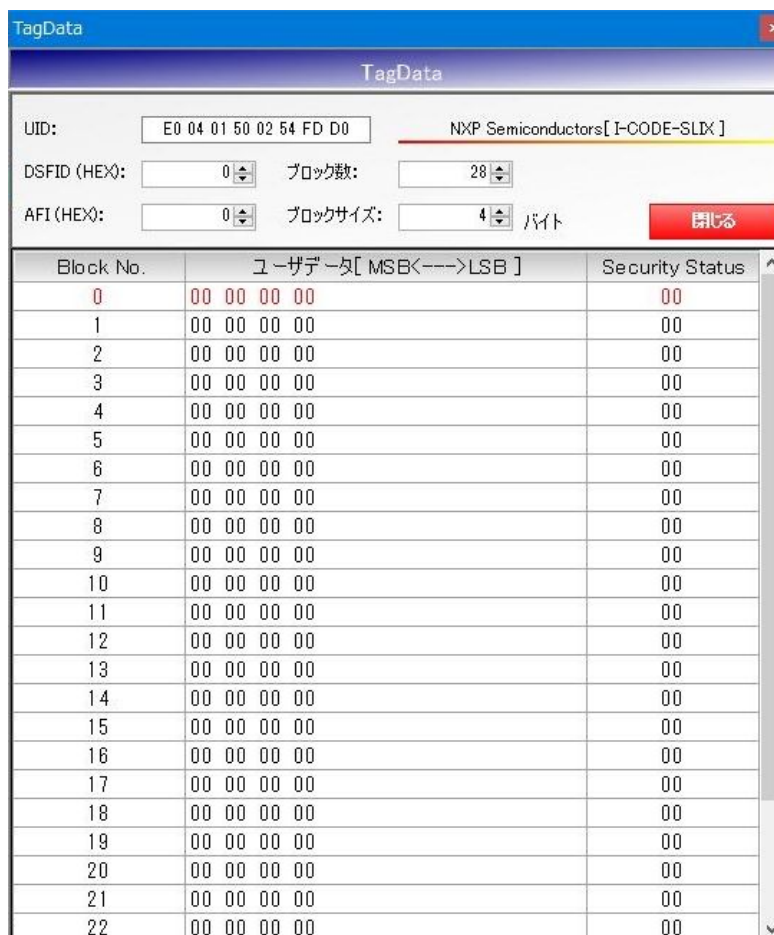 TagData
TagData
UID: E0 04 01 50 02 54 FD D0 NXP Semiconductors[ I-CODE-SLIX ]
DSFID (HEX): 0 ブロック数: 28
AFI(HEX): 0 ブロックサイズ: 4 バイト 閉じる
Block No. ユーザデータ[ MSB<--->LSB ] Security Status
0 00 00 00 00 00
1 00 00 00 00 00
2 00 00 00 00 00
3 00 00 00 00 00
4 00 00 00 00 00
5 00 00 00 00 00
6 00 00 00 00 00
7 00 00 00 00 00
8 00 00 00 00 00
9 00 00 00 00 00
10 00 00 00 00 00
11 00 00 00 00 00
12 00 00 00 00 00
13 00 00 00 00 00
14 00 00 00 00 00
15 00 00 00 00 00
16 00 00 00 00 00
17 00 00 00 00 00
18 00 00 00 00 00
19 00 00 00 00 00
20 00 00 00 00 00
21 00 00 00 00 00
22 00 00 00 00 00